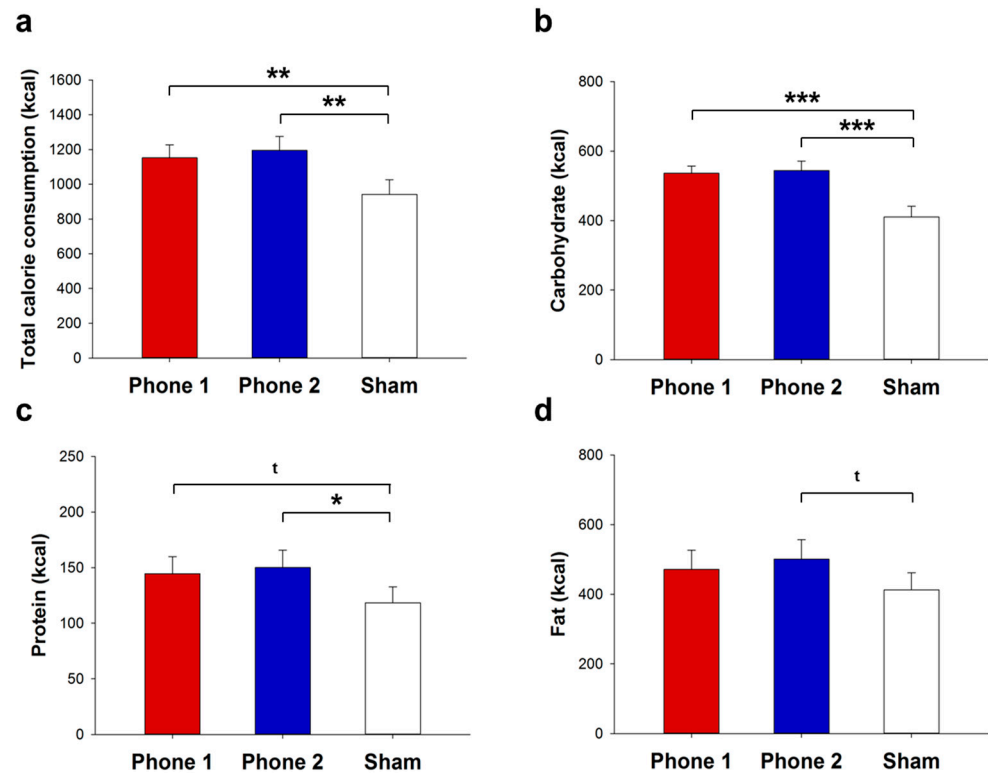 a
Total calorie consumption (kcal)
1600
1400
1200
1000
800
600
400
200
0
**
**
Phone 1 Phone 2 Sham
b
Carbohydrate (kcal)
800
600
400
200
0
***
***
Phone 1 Phone 2 Sham
c
Protein (kcal)
250
200
150
100
50
0
t
*
Phone 1 Phone 2 Sham
d
Fat (kcal)
800
600
400
200
0
t
Phone 1 Phone 2 Sham